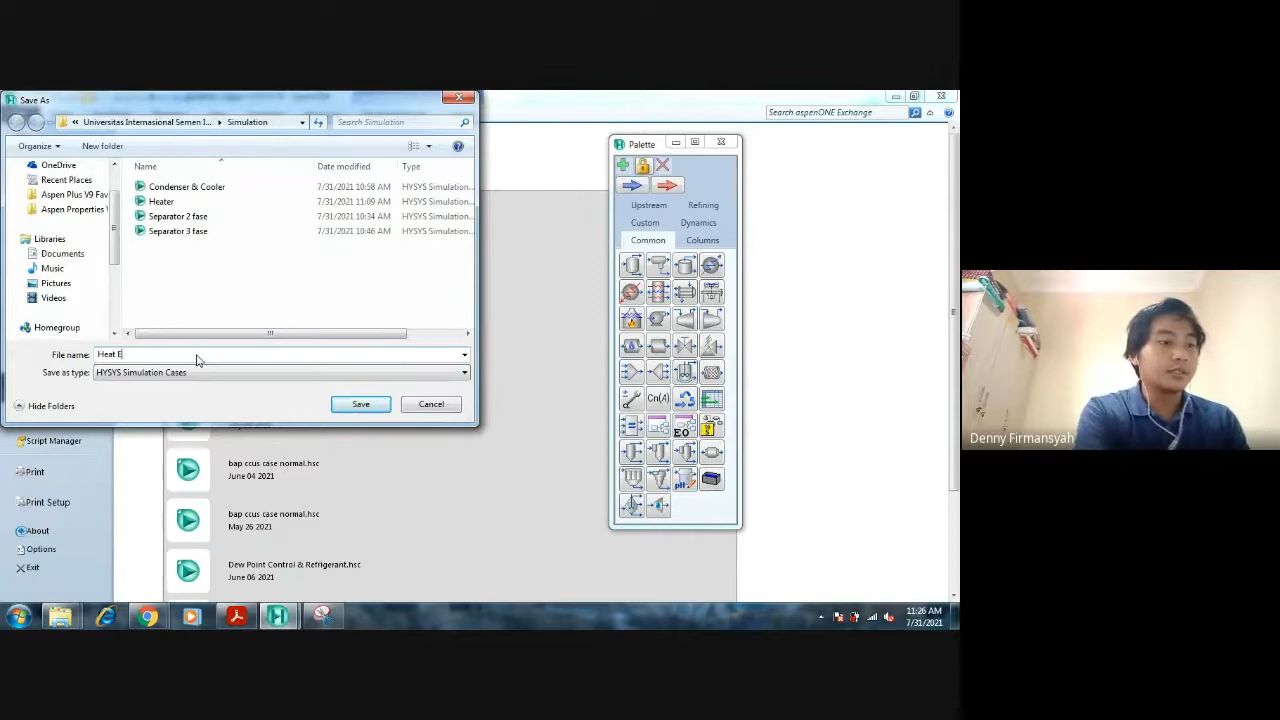 Save As
Universitas Internasional Semen I...
Simulation
Search Simulation
Organize
New folder
OneDrive
Recent Places
Aspen Plus V9 Fav
Aspen Properties
Libraries
Documents
Music
Pictures
Videos
Homegroup
Name
Date modified
Type
Condenser & Cooler
7/31/2021 10:58 AM
HYSYS Simulation...
Heater
7/31/2021 11:09 AM
HYSYS Simulation...
Separator 2 fase
7/31/2021 10:34 AM
HYSYS Simulation...
Separator 3 fase
7/31/2021 10:46 AM
HYSYS Simulation...
File name:
Heat E
Save as type:
HYSYS Simulation Cases
Hide Folders
Save
Cancel
Script Manager
Print
Print Setup
About
Options
Exit
bap ccus case normal.hsc
June 04 2021
bap ccus case normal.hsc
May 26 2021
Dew Point Control & Refrigerant.hsc
June 06 2021
Search aspenONE Exchange
Palette
Upstream
Refining
Custom
Dynamics
Common
Columns
Cn(A)
EO
pH
11:26 AM
7/31/2021
Denny Firmansyah